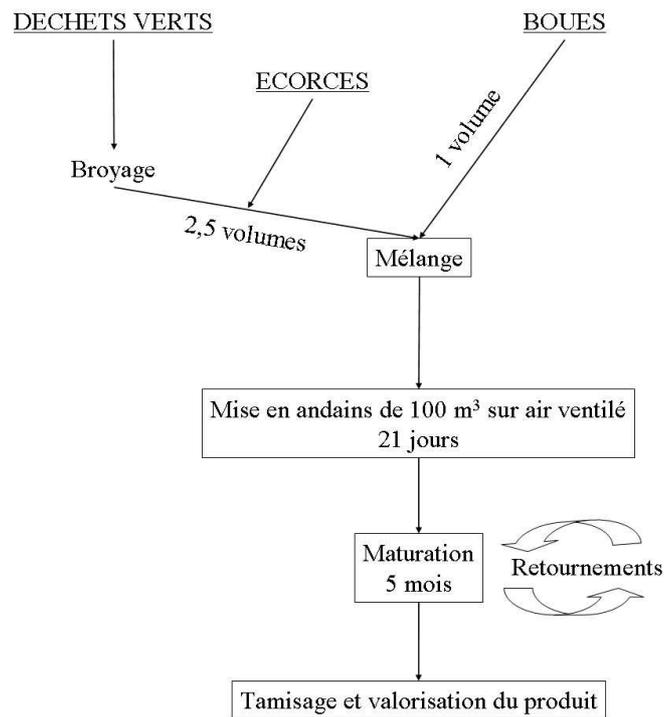 DECHETS VERTS
BOUES
ECORCES
1 volume
Broyage
2,5 volumes
Mélange
Mise en andains de 100 m³ sur air ventilé
21 jours
Maturation
5 mois
Retournements
Tamisage et valorisation du produit